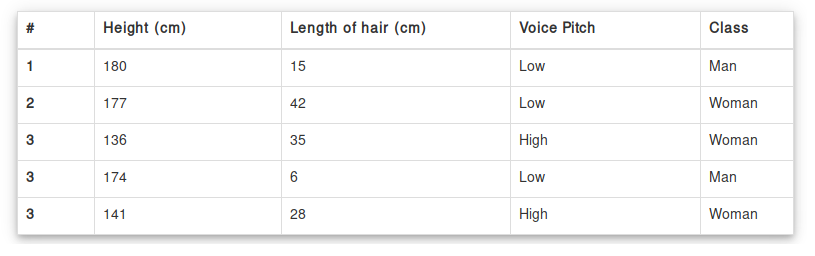 # Height (cm) Length of hair (cm) Voice Pitch Class
1 180 15 Low Man
2 177 42 Low Woman
3 136 35 High Woman
3 174 6 Low Man
3 141 28 High Woman